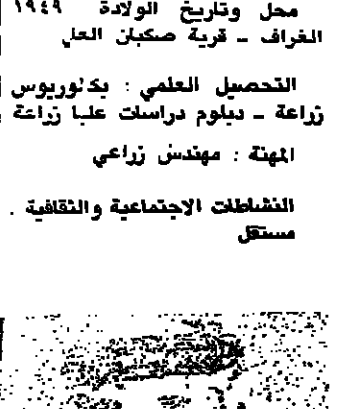 محل وتاريخ الولادة ١٩٤٩
الغراف - قرية صكبان العلي
التحصيل العلمي : بكلوريوس
زراعة - دبلوم دراسات عليا زراعة
المهنة : مهندس زراعي
النشاطات الاجتماعية والثقافية .
مستقل